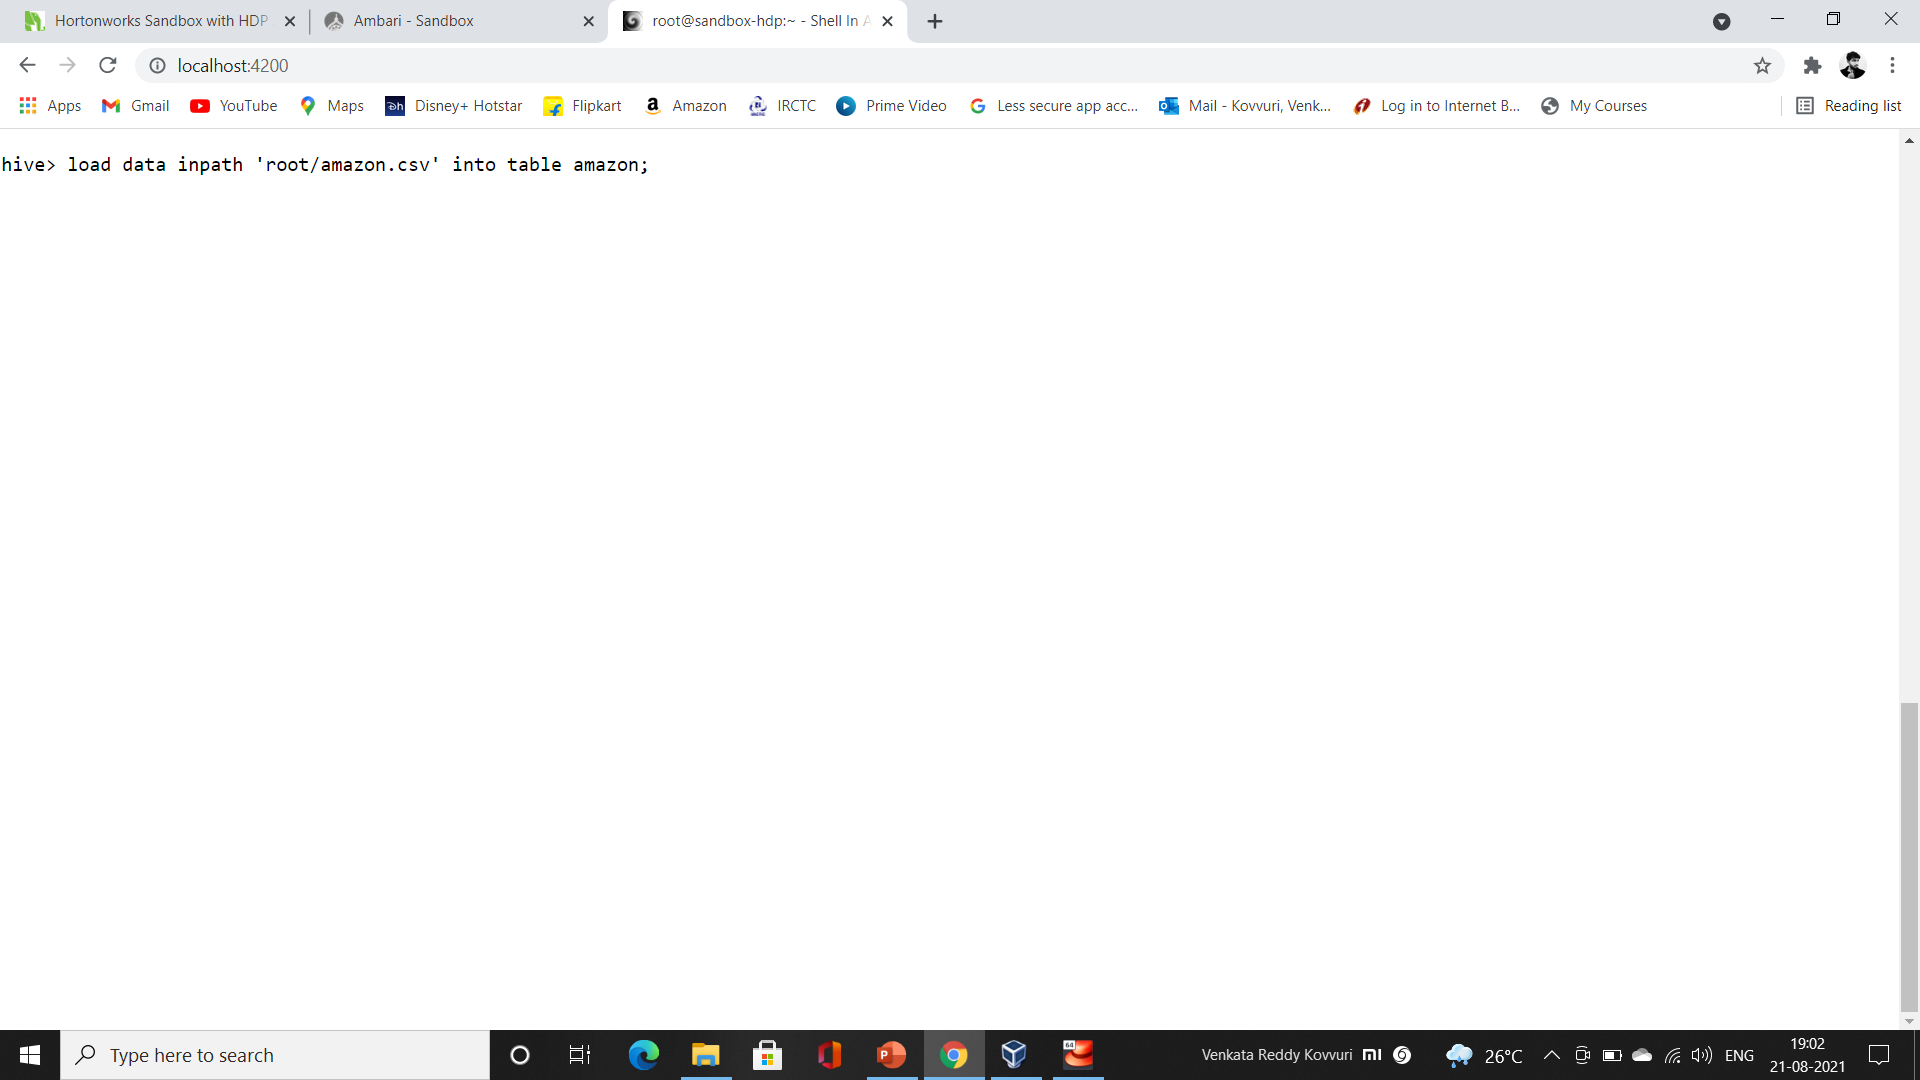 Hortonworks Sandbox with HDP
Ambari - Sandbox
root@sandbox-hdp:~ - Shell In A
localhost:4200
Apps
Gmail
YouTube
Maps
Disney+ Hotstar
Flipkart
Amazon
IRCTC
Prime Video
Less secure app acc...
Mail - Kovvuri, Venk...
Log in to Internet B...
My Courses
Reading list
hive> load data inpath 'root/amazon.csv' into table amazon;
Type here to search
Venkata Reddy Kovvuri
26°C
ENG
19:02
21-08-2021